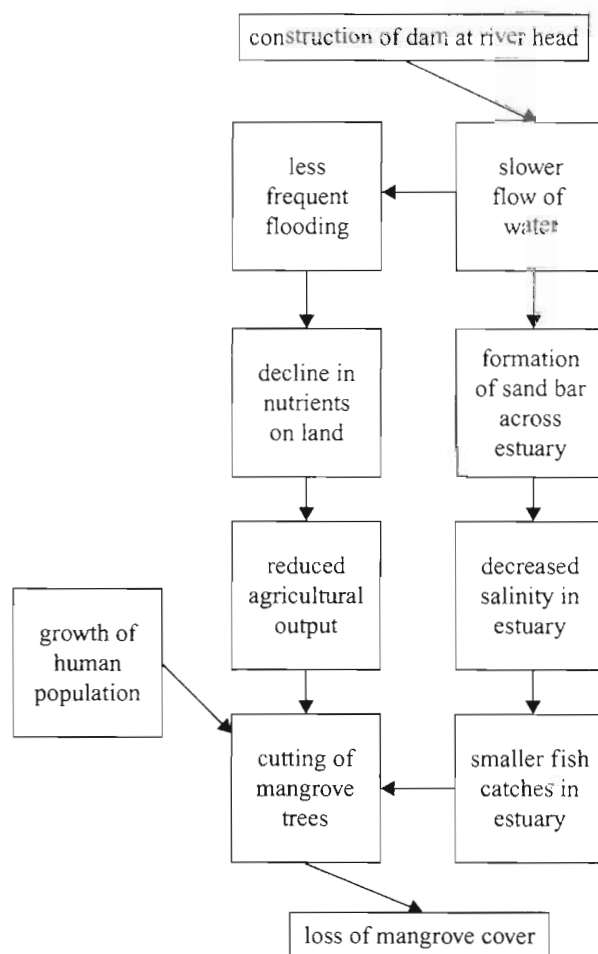 construction of dam at river head
less
frequent
flooding
slower
flow of
water
decline in
nutrients
on land
formation
of sand bar
across
estuary
reduced
agricultural
output
decreased
salinity in
estuary
growth of
human
population
cutting of
mangrove
trees
smaller fish
catches in
estuary
loss of mangrove cover